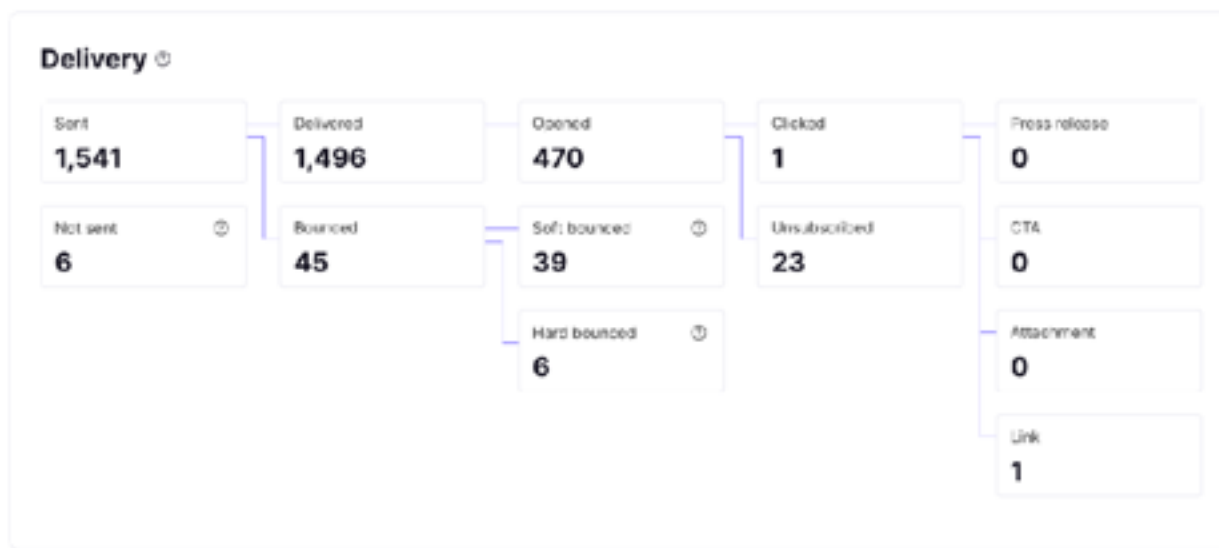 Delivery
Sent Delivered Opened Clicked Press release
1,541 1,496 470 1 0
Not sent Bounced Soft bounced Unsubscribed CTA
6 45 39 23 0
Hard bounced Attachment
6 0
Link
1